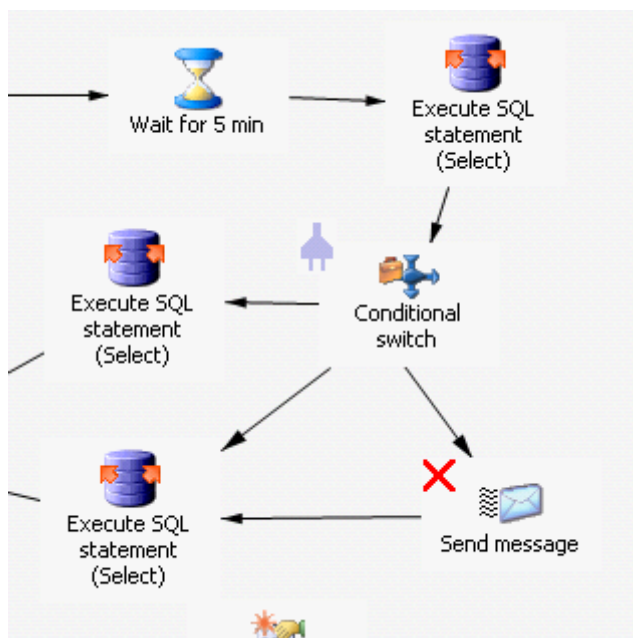 Wait for 5 min
Execute SQL
statement
(Select)
Execute SQL
statement
(Select)
Conditional
switch
Execute SQL
statement
(Select)
Send message